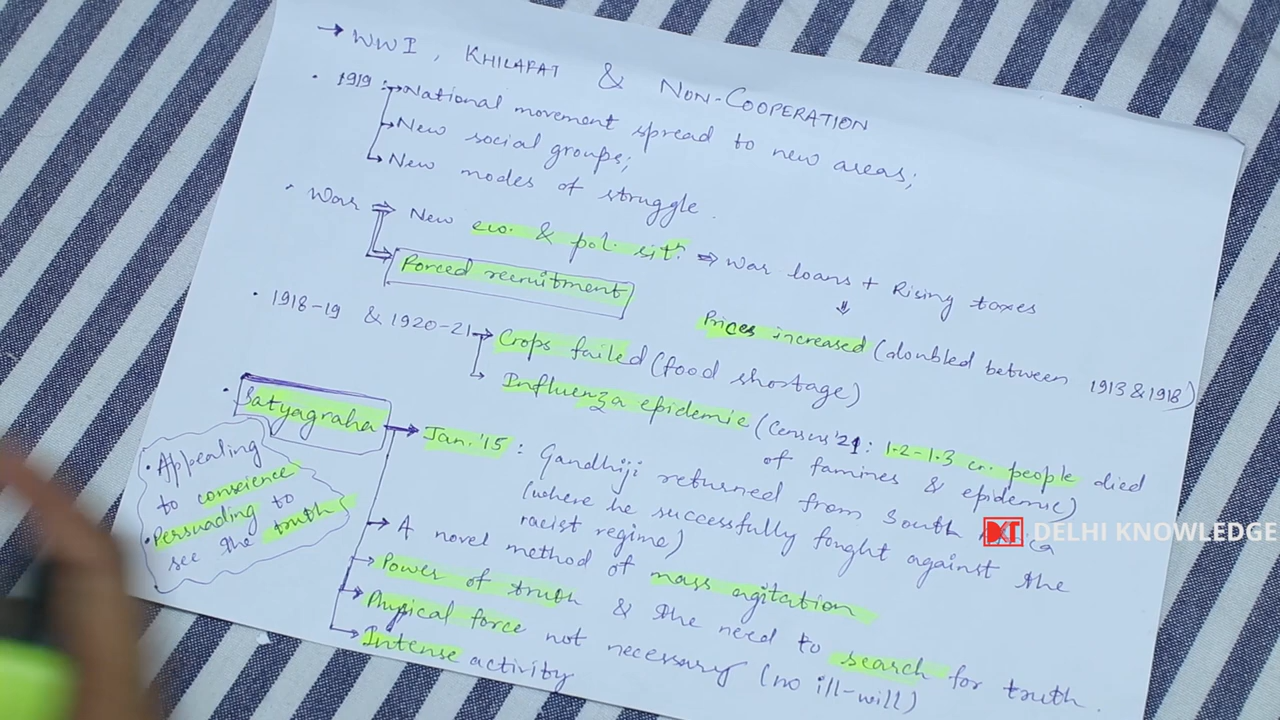 → WWI, KHILAFAT & NON-COOPERATION
• 1919 : → National movement spread to new areas;
→ New social groups;
→ New modes of struggle.
• War ⇒ New eco. & pol. sitⁿ. ⇒ War loans + Rising taxes
⇓
⇒ Forced recruitment
Prices increased (doubled between 1913 & 1918)
• 1918-19 & 1920-21 → Crops failed (food shortage)
→ Influenza epidemic (Census '21: 1.2-1.3 cr. people died
of famines & epidemic)
• Satyagraha → Jan. '15 : Gandhiji returned from South
(where he successfully fought against the
racist regime)
• Appealing
to conscience
• Persuading to
see the truth
→ A novel method of mass agitation
→ Power of truth & the need to search for truth.
→ Physical force not necessary (no ill-will)
→ Intense activity
DELHI KNOWLEDGE